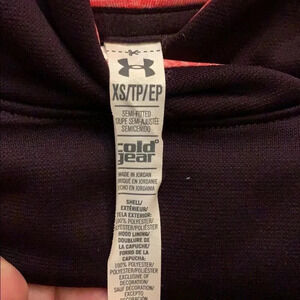 XS/TP/EP
SEMI-FITTED
COUPE SEMI-AJUSTÉE
SEMICEÑIDO
cold
gear
MADE IN JORDAN
FABRIQUÉ EN JORDANIE
HECHO EN JORDANIA
SHELL/
EXTÉRIEUR/
TELA EXTERIOR:
100% POLYESTER/
POLYESTER/POLIÉSTER
HOOD LINING/
DOUBLURE DE
LA CAPUCHE/
FORRO DE LA
CAPUCHA:
100% POLYESTER/
POLYESTER/POLIÉSTER
EXCLUSIVE OF
DECORATION/
SAUF DÉCORATION/
EXCEPTO